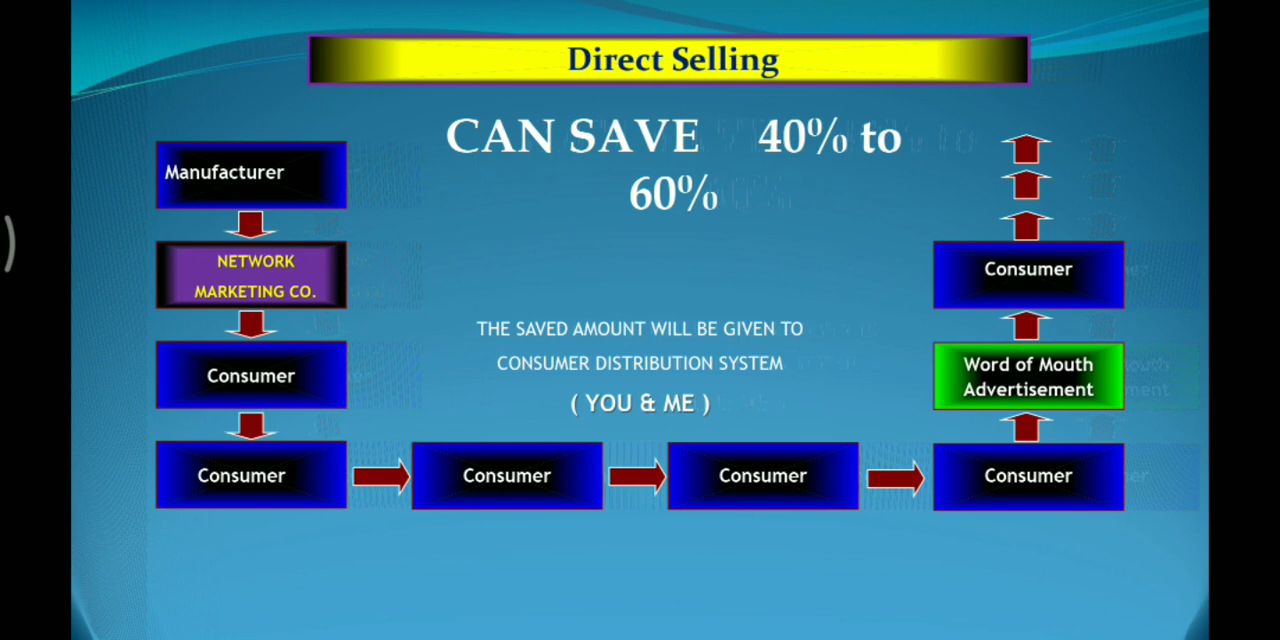 Direct Selling
CAN SAVE 40% to
60%
Manufacturer
NETWORK
MARKETING CO.
Consumer
Consumer
Consumer
Consumer
Consumer
Word of Mouth
Advertisement
Consumer
THE SAVED AMOUNT WILL BE GIVEN TO
CONSUMER DISTRIBUTION SYSTEM
( YOU & ME )